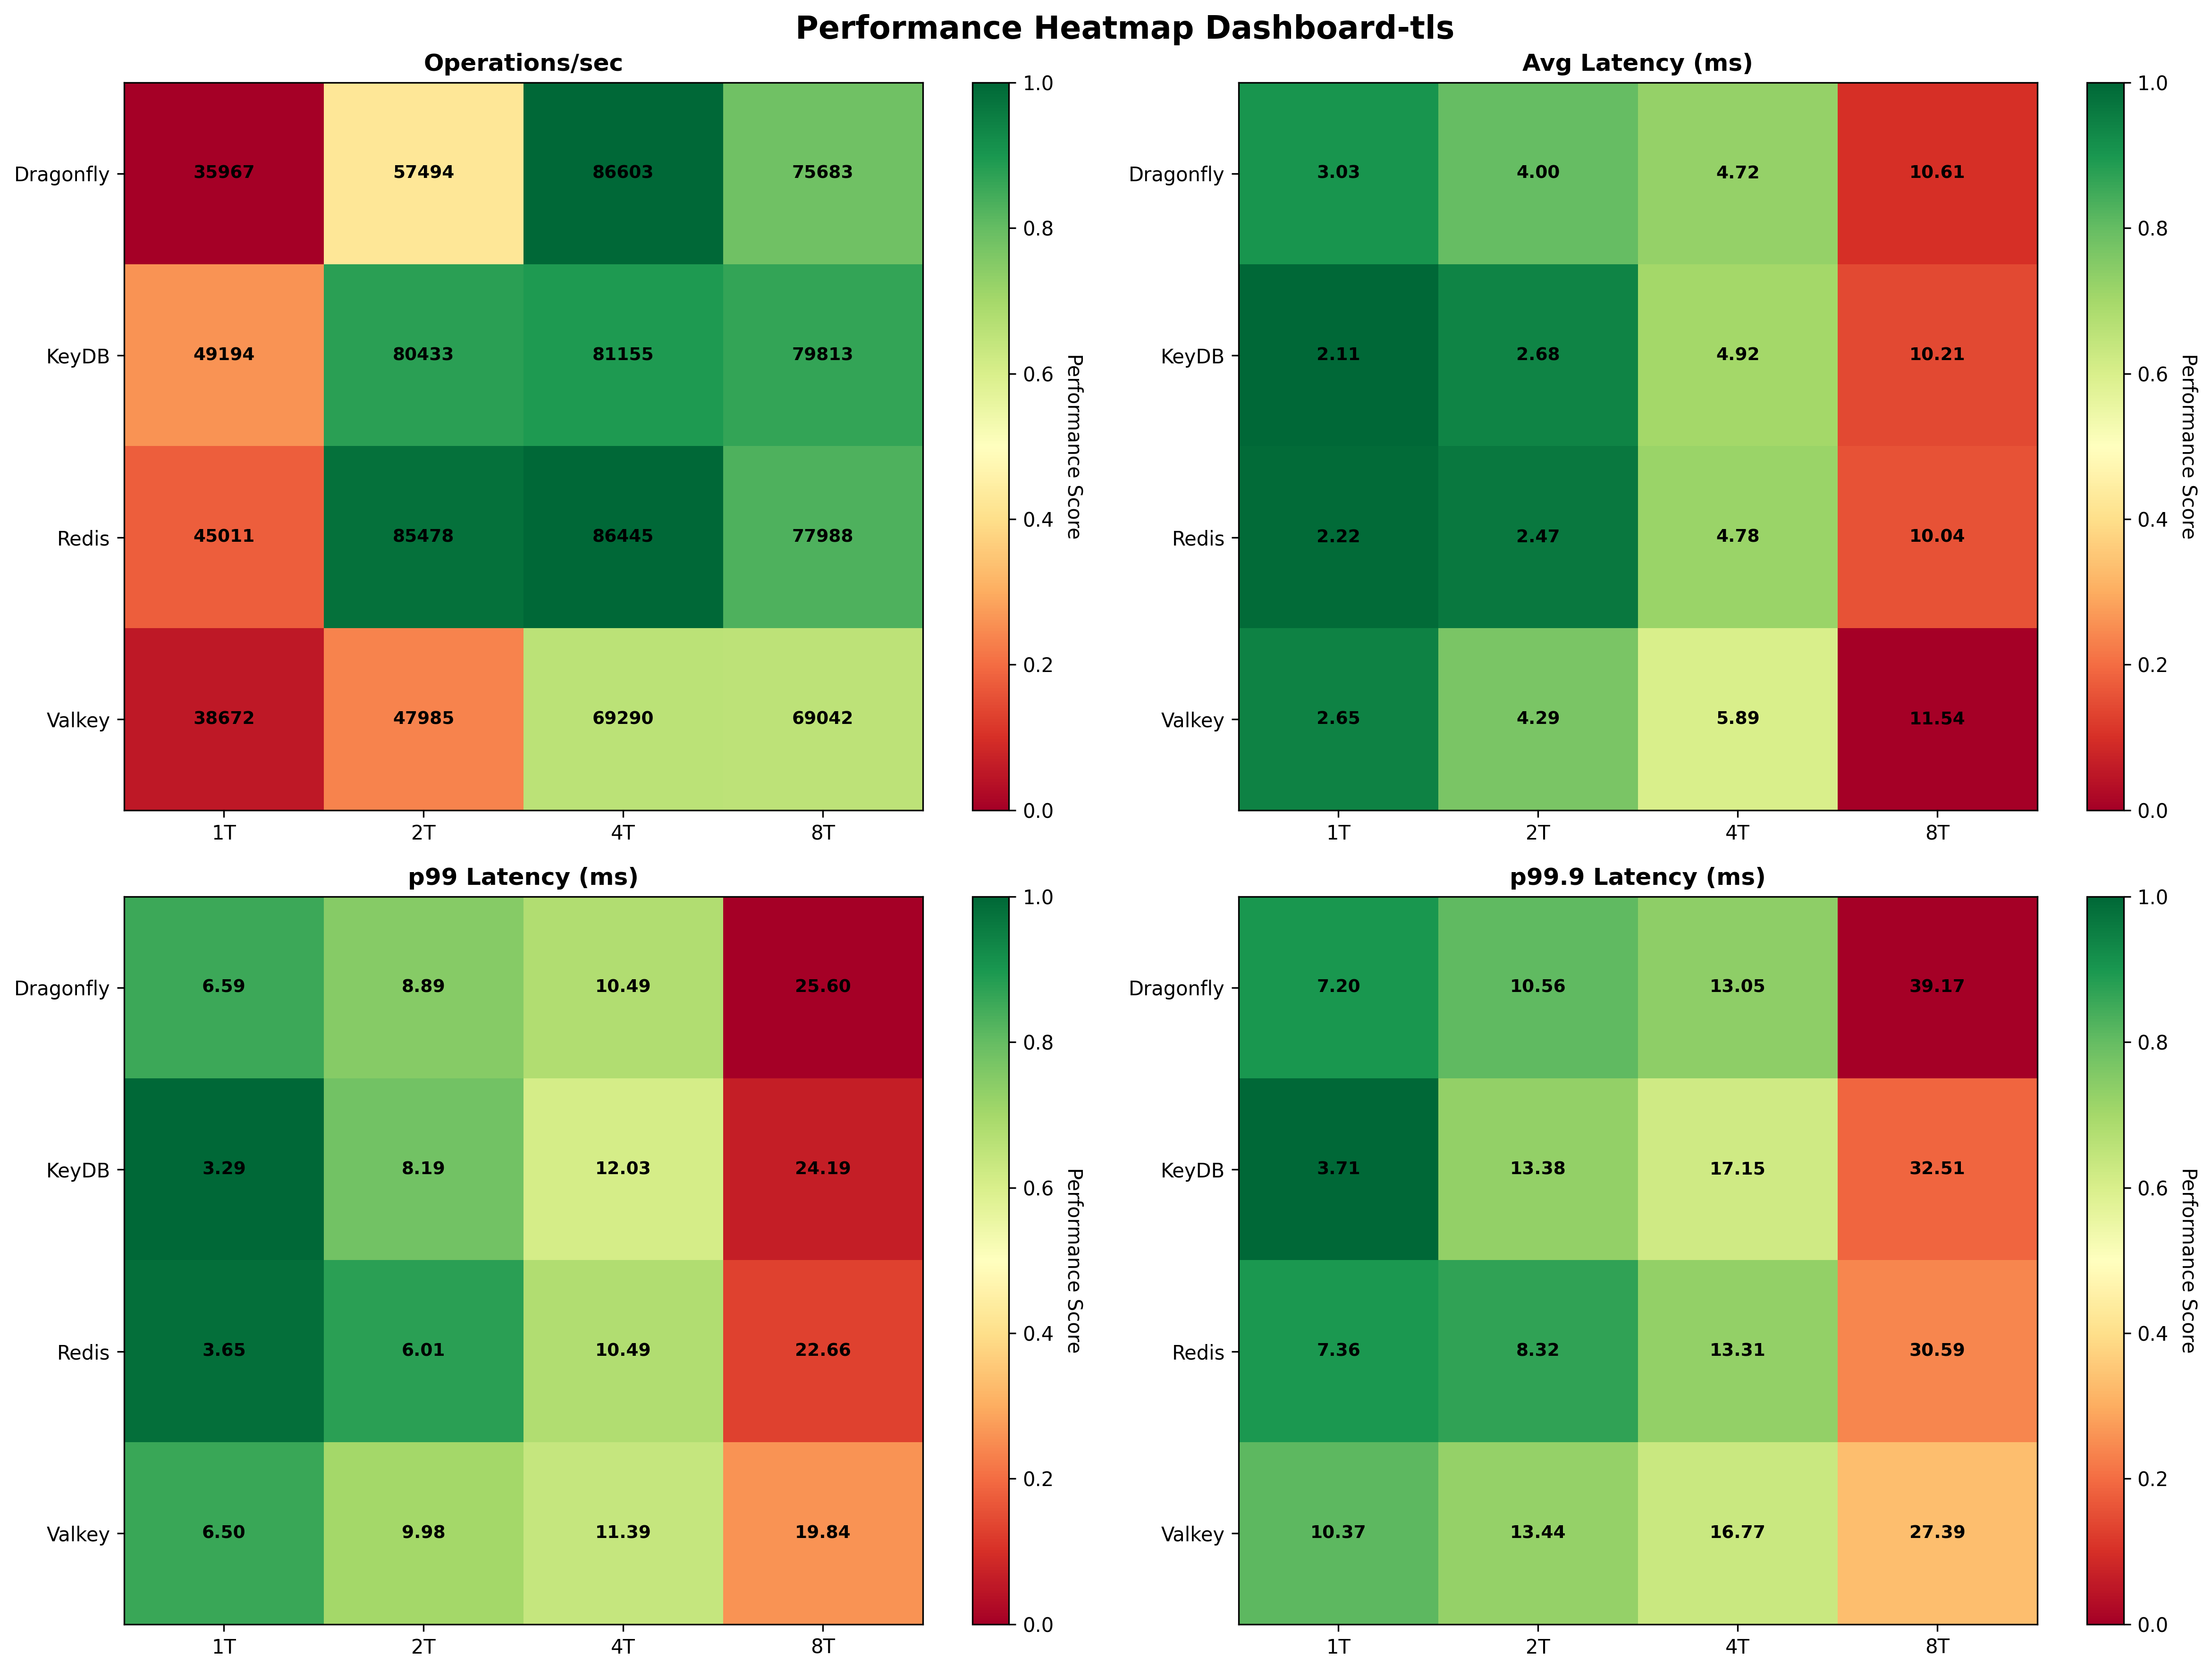 Performance Heatmap Dashboard-tls
Operations/sec
Dragonfly 35967 57494 86603 75683
KeyDB 49194 80433 81155 79813
Redis 45011 85478 86445 77988
Valkey 38672 47985 69290 69042
1T 2T 4T 8T
1.0
0.8
0.6
0.4
0.2
0.0
Performance Score
Avg Latency (ms)
Dragonfly 3.03 4.00 4.72 10.61
KeyDB 2.11 2.68 4.92 10.21
Redis 2.22 2.47 4.78 10.04
Valkey 2.65 4.29 5.89 11.54
1T 2T 4T 8T
1.0
0.8
0.6
0.4
0.2
0.0
Performance Score
p99 Latency (ms)
Dragonfly 6.59 8.89 10.49 25.60
KeyDB 3.29 8.19 12.03 24.19
Redis 3.65 6.01 10.49 22.66
Valkey 6.50 9.98 11.39 19.84
1T 2T 4T 8T
1.0
0.8
0.6
0.4
0.2
0.0
Performance Score
p99.9 Latency (ms)
Dragonfly 7.20 10.56 13.05 39.17
KeyDB 3.71 13.38 17.15 32.51
Redis 7.36 8.32 13.31 30.59
Valkey 10.37 13.44 16.77 27.39
1T 2T 4T 8T
1.0
0.8
0.6
0.4
0.2
0.0
Performance Score